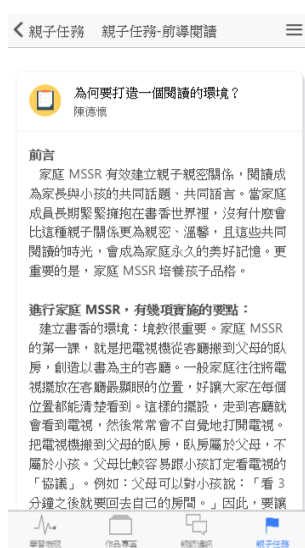 親子任務 親子任務-前導閱讀
為何要打造一個閱讀的環境？
陳德懷
前言
家庭 MSSR 有效建立親子親密關係，閱讀成
為家長與小孩的共同話題、共同語言。當家庭
成員長期緊緊擁抱在書香世界裡，沒有什麼會
比這種親子關係更為親密、溫馨，且這些共同
閱讀的時光，會成為家庭永久的美好記憶。更
重要的是，家庭 MSSR 培養孩子品格。
進行家庭 MSSR，有幾項實施的要點：
建立書香的環境：境教很重要。家庭 MSSR
的第一課，就是把電視機從客廳搬到父母的臥
房，創造以書為主的客廳。一般家庭往往將電
視擺放在客廳最顯眼的位置，好讓大家在每個
位置都能清楚看到。這樣的擺設，走到客廳就
會看到電視，然後常常會不自覺地打開電視。
把電視機搬到父母的臥房，臥房屬於父母，不
屬於小孩。父母比較容易跟小孩訂定看電視的
「協議」。例如：父母可以對小孩說：「看 3
分鐘之後就要回去自己的房間。」因此，要讓
學習表現 作品專區 親師通訊 親子任務